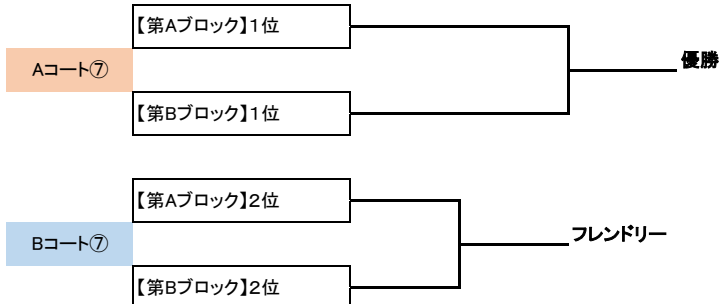 【第Aブロック】1位
優勝
Aコート⑦
【第Bブロック】1位
【第Aブロック】2位
フレンドリー
Bコート⑦
【第Bブロック】2位